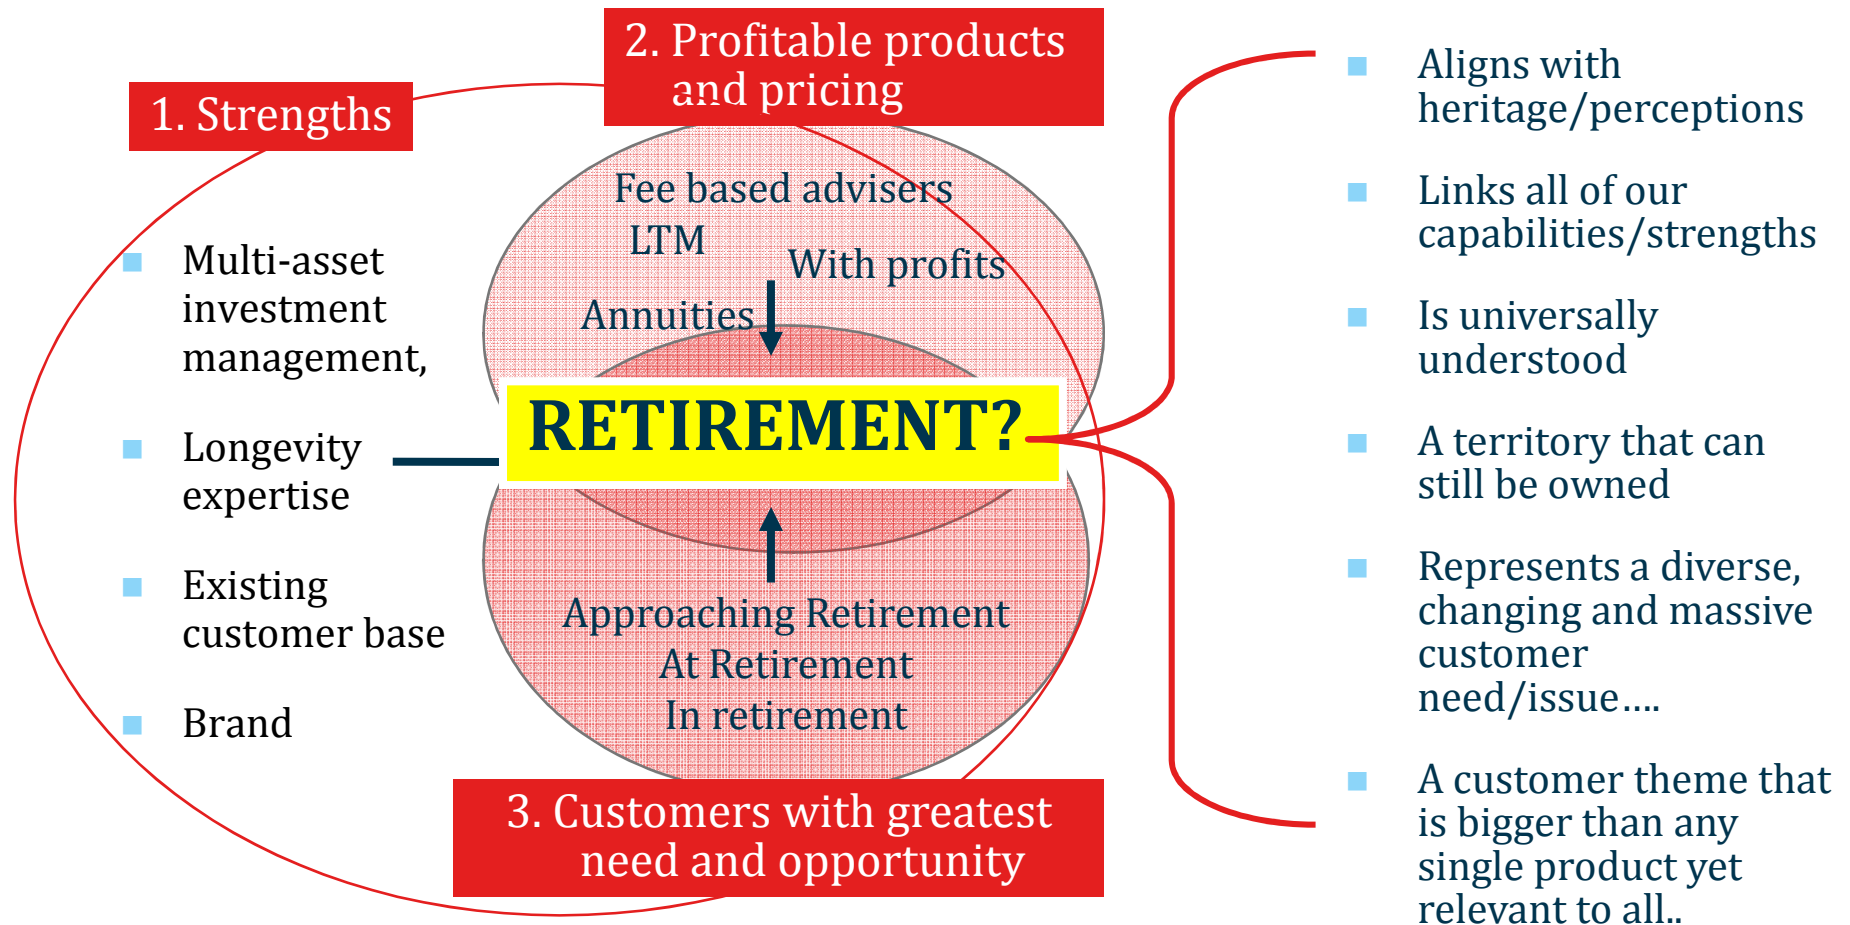 1. Strengths
Multi-asset
investment
management,
Longevity
expertise
Existing
customer base
Brand
2. Profitable products
and pricing
Fee based advisers
LTM
With profits
Annuities
RETIREMENT?
Approaching Retirement
At Retirement
In retirement
3. Customers with greatest
need and opportunity
Aligns with
heritage/perceptions
Links all of our
capabilities/strengths
Is universally
understood
A territory that can
still be owned
Represents a diverse,
changing and massive
customer
need/issue....
A customer theme that
is bigger than any
single product yet
relevant to all..